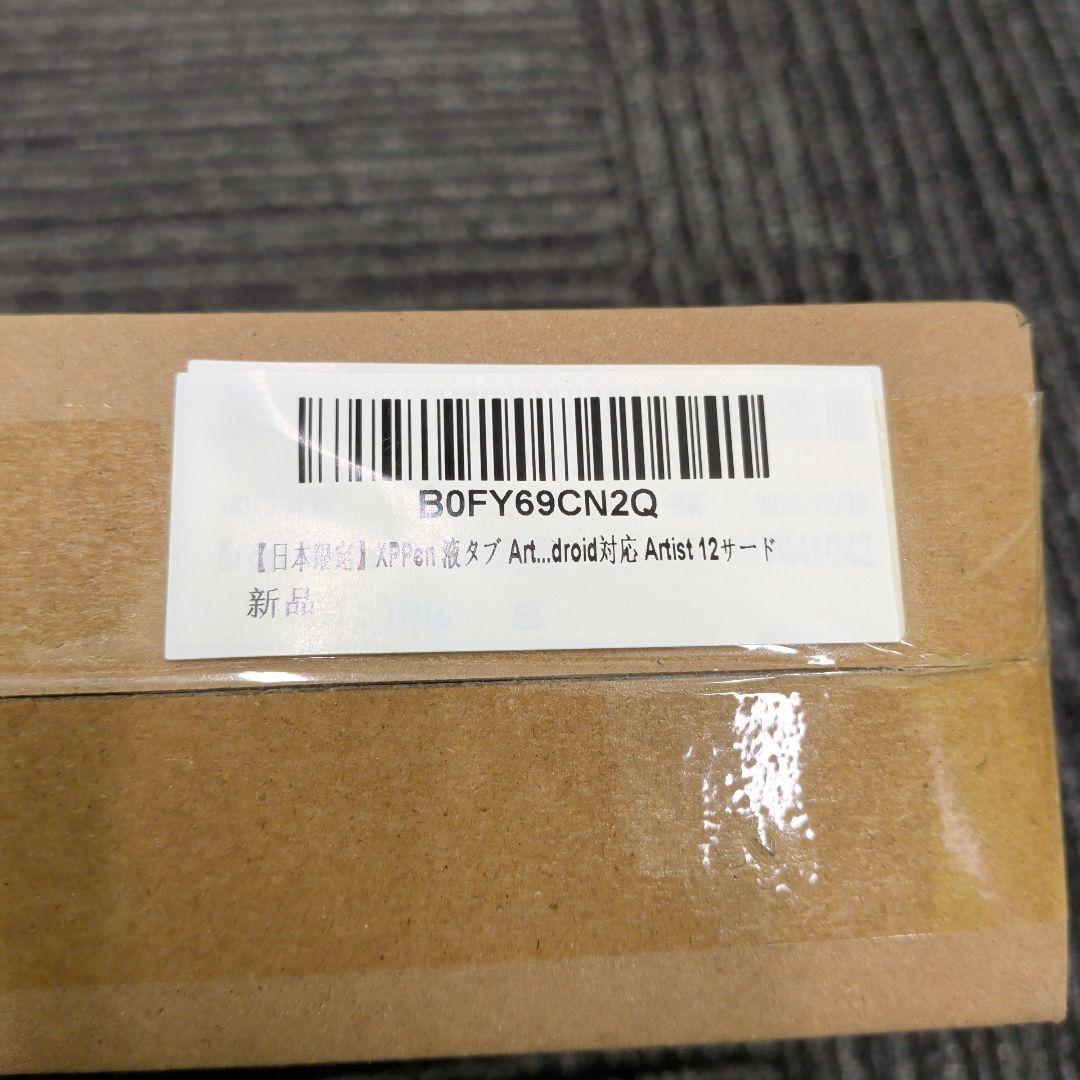 B0FY69CN2Q
【日本限定】XPPen 液タブ Art...droid対応 Artist 12サード
新品